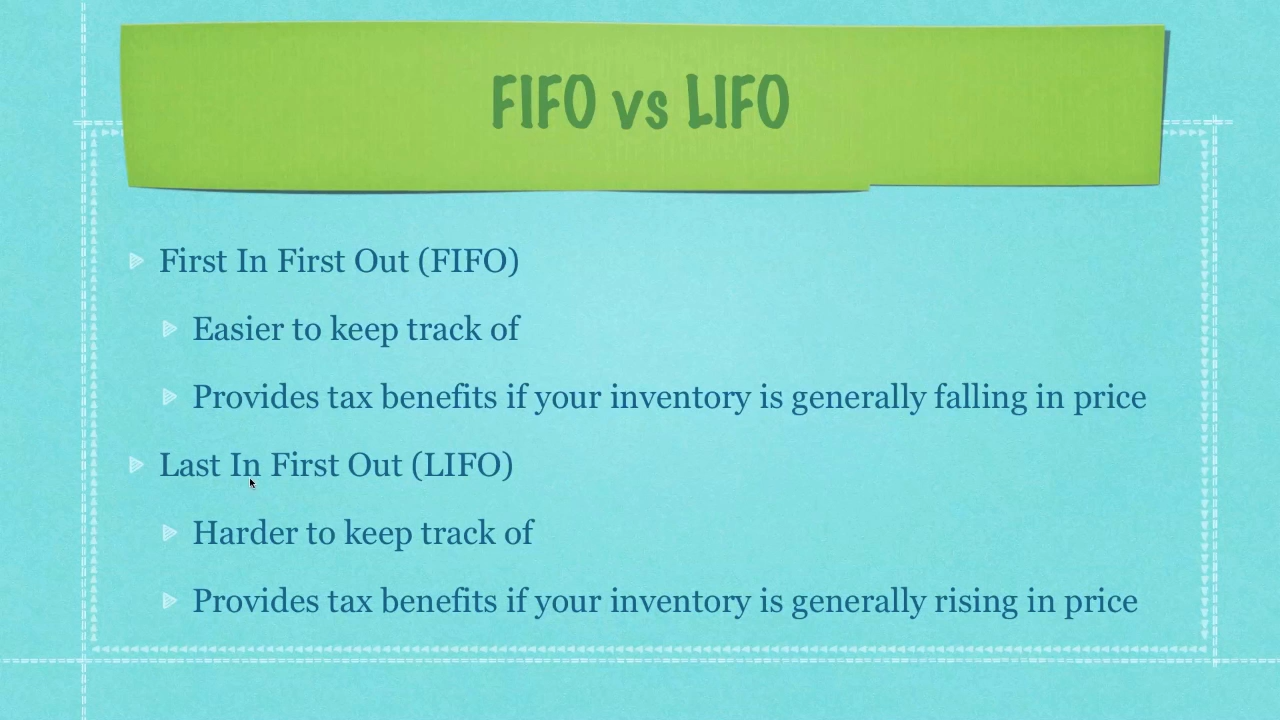 FIFO vs LIFO
First In First Out (FIFO)
Easier to keep track of
Provides tax benefits if your inventory is generally falling in price
Last In First Out (LIFO)
Harder to keep track of
Provides tax benefits if your inventory is generally rising in price